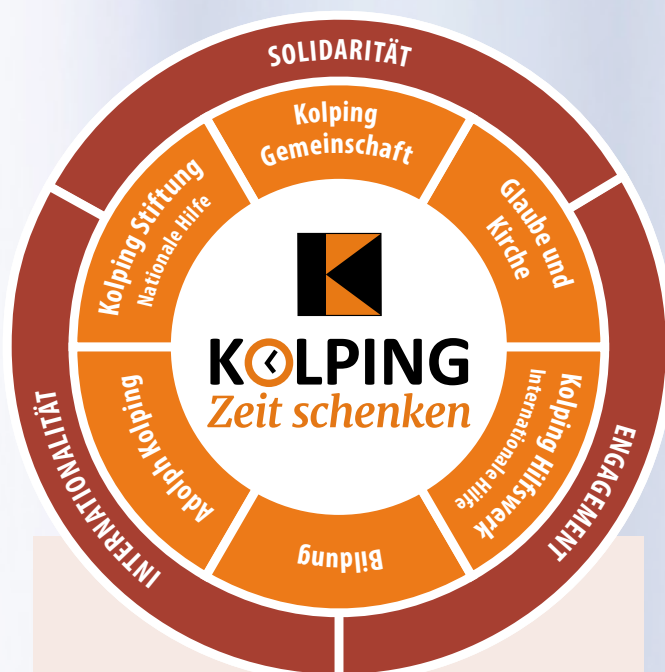 SOLIDARITÄT
Kolping
Gemeinschaft
Glaube und
Kirche
Kolping Hilfswerk
Internationale Hilfe
Bildung
Adolph Kolping
Kolping Stiftung
Nationale Hilfe
ENGAGEMENT
INTERNATIONALITÄT
KOLPING
Zeit schenken